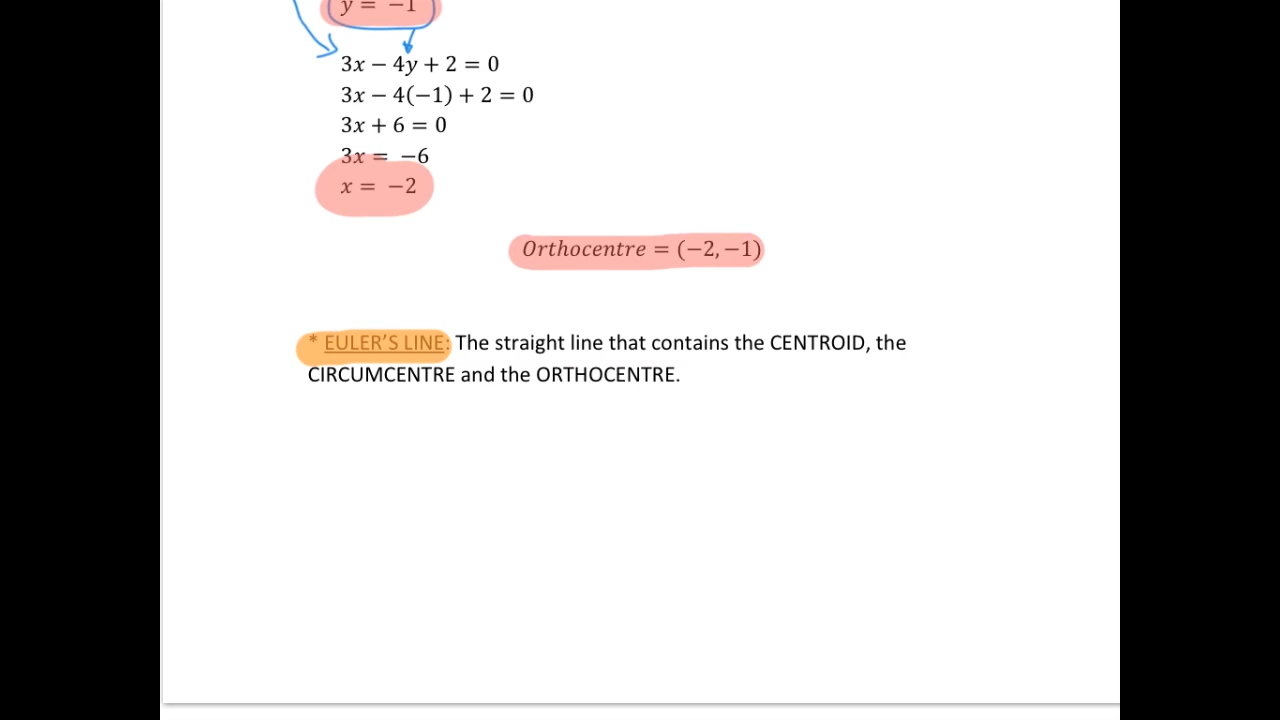 y = −1
3x − 4y + 2 = 0
3x − 4(−1) + 2 = 0
3x + 6 = 0
3x = −6
x = −2
Orthocentre = (−2, −1)
* EULER’S LINE: The straight line that contains the CENTROID, the
CIRCUMCENTRE and the ORTHOCENTRE.